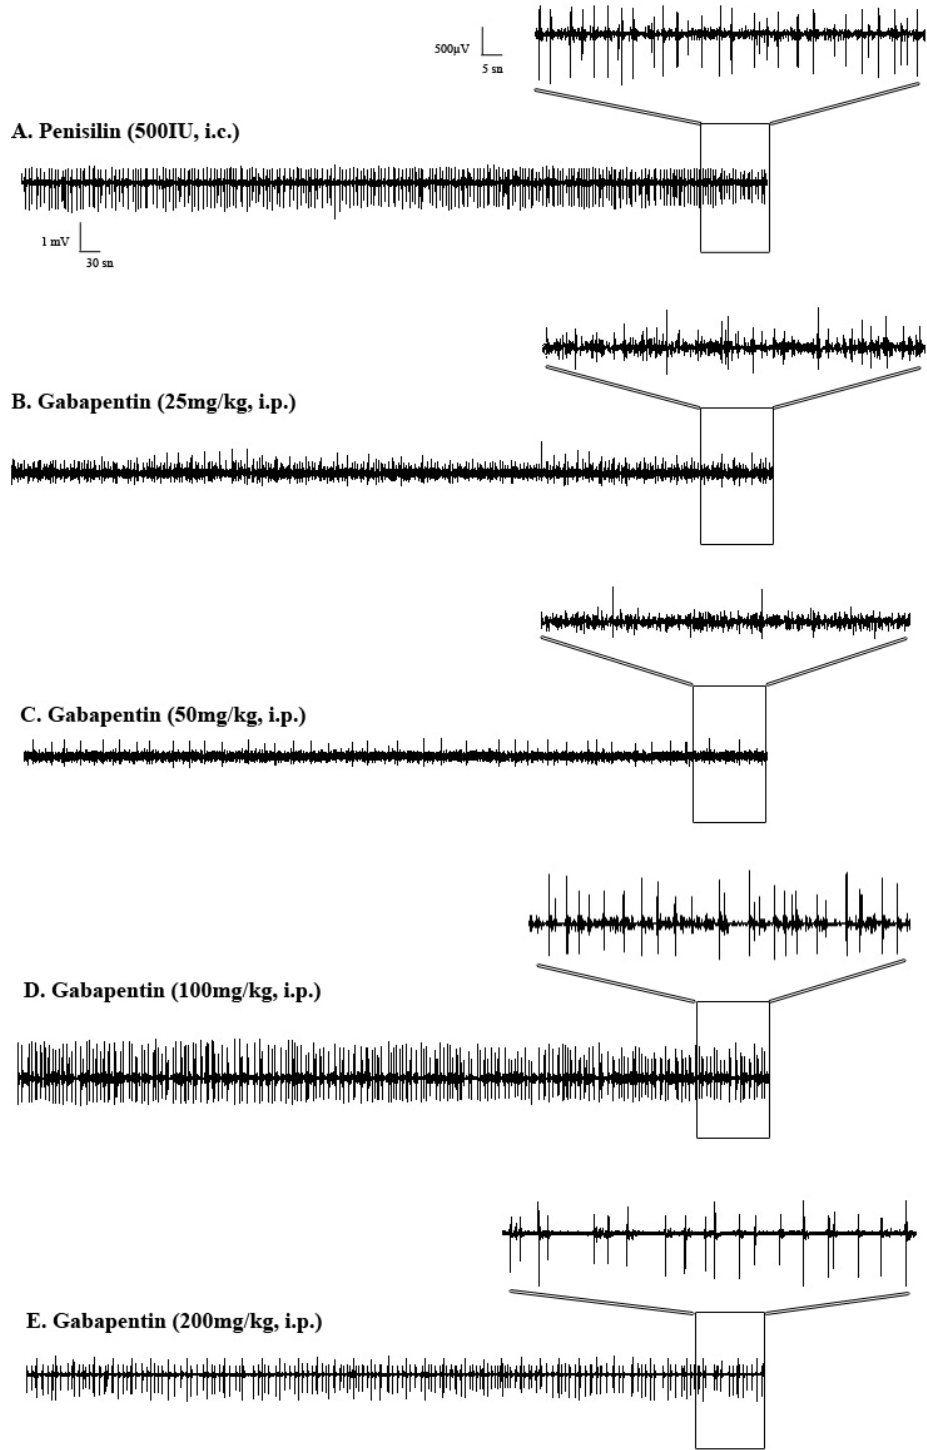 500µV
5 sn
A. Penisilin (500IU, i.c.)
1 mV
30 sn
B. Gabapentin (25mg/kg, i.p.)
C. Gabapentin (50mg/kg, i.p.)
D. Gabapentin (100mg/kg, i.p.)
E. Gabapentin (200mg/kg, i.p.)